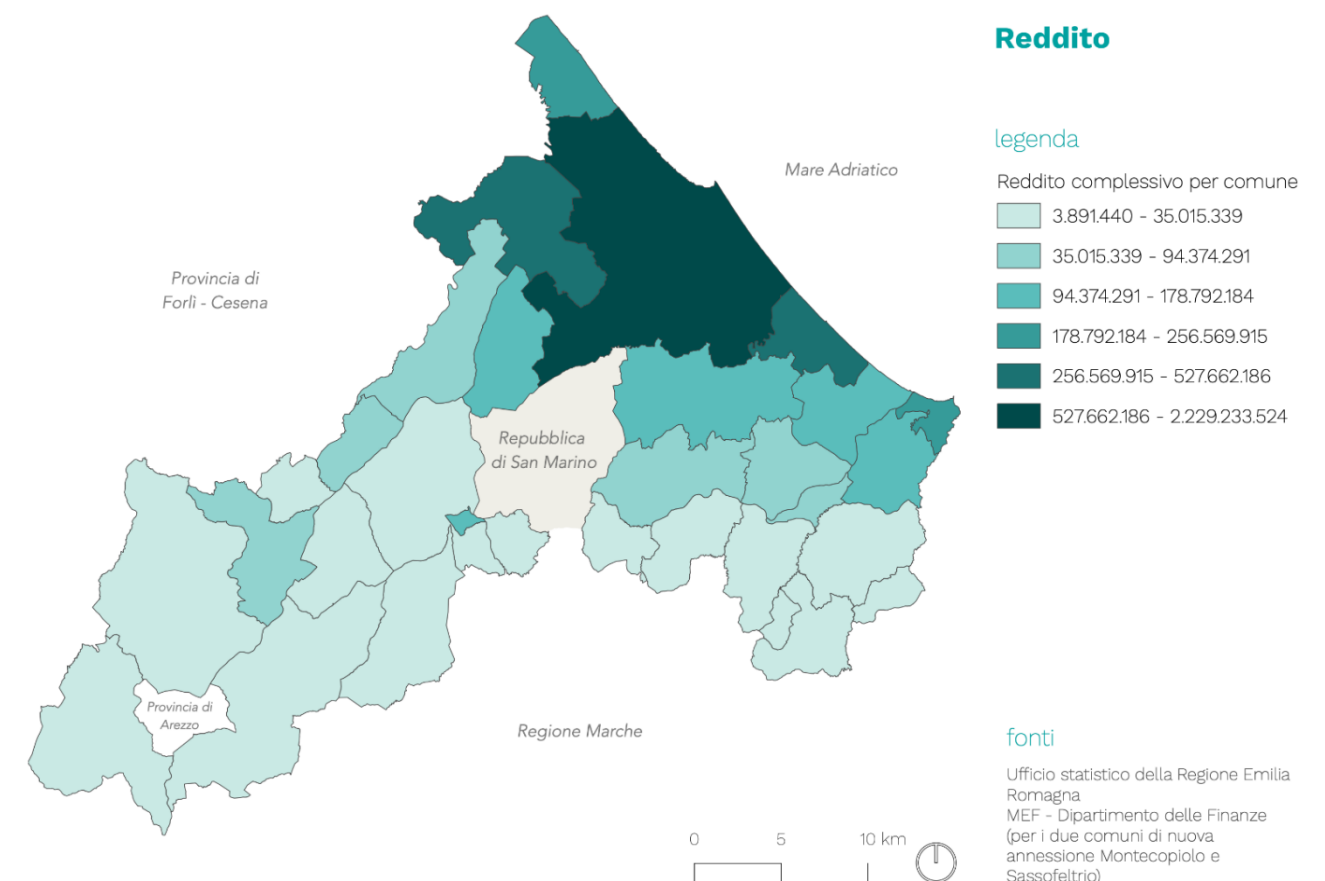 Reddito
legenda
Reddito complessivo per comune
3.891.440 - 35.015.339
35.015.339 - 94.374.291
94.374.291 - 178.792.184
178.792.184 - 256.569.915
256.569.915 - 527.662.186
527.662.186 - 2.229.233.524
Mare Adriatico
Provincia di
Forlì - Cesena
Repubblica
di San Marino
Provincia di
Arezzo
Regione Marche
fonti
Ufficio statistico della Regione Emilia
Romagna
MEF - Dipartimento delle Finanze
(per i due comuni di nuova
annessione Montecopiolo e
Sassofeltrio)
0 5 10 km